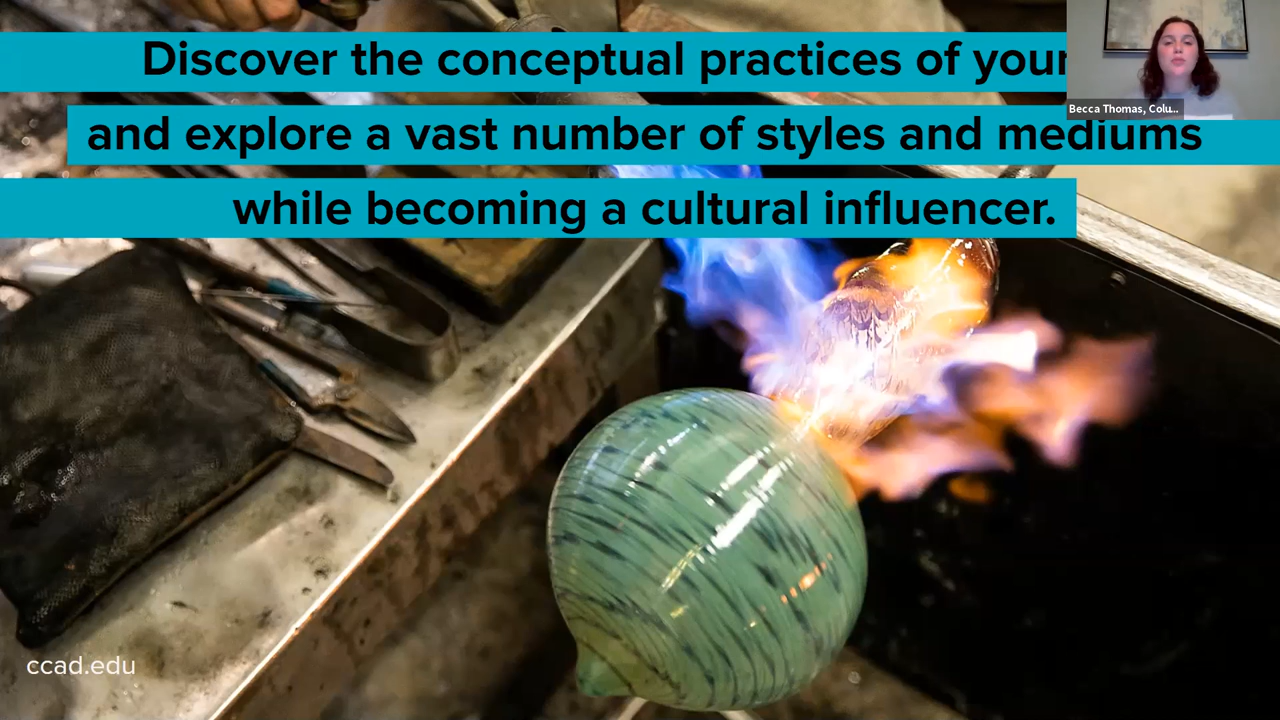 Discover the conceptual practices of your
Becca Thomas, Colu...
and explore a vast number of styles and mediums
while becoming a cultural influencer.
ccad.edu